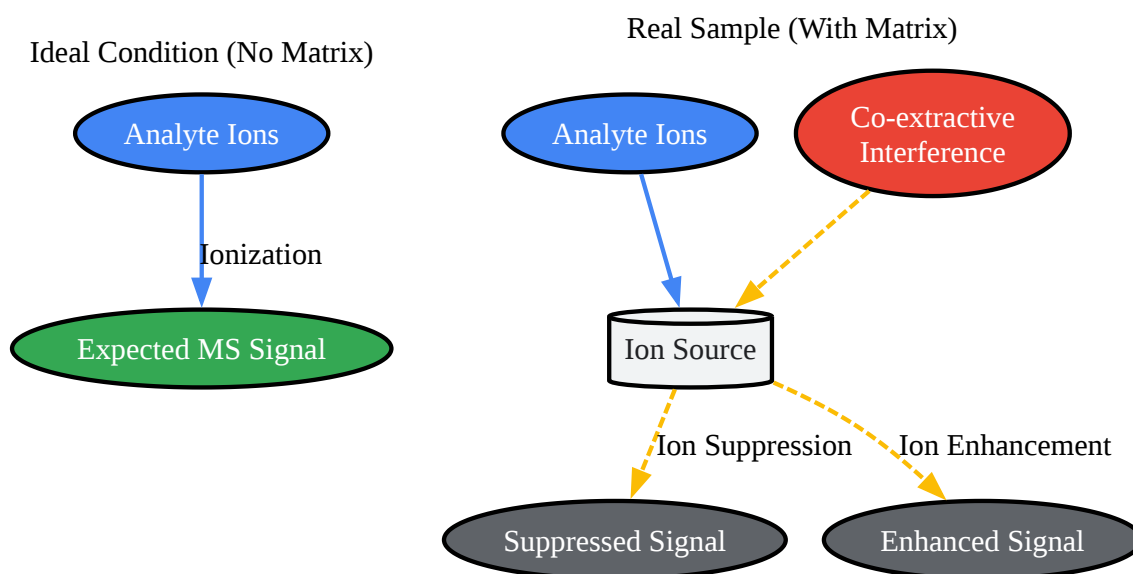 Ideal Condition (No Matrix)
Analyte Ions
Ionization
Expected MS Signal
Real Sample (With Matrix)
Analyte Ions
Co-extractive
Interference
Ion Source
Ion Suppression
Ion Enhancement
Suppressed Signal
Enhanced Signal